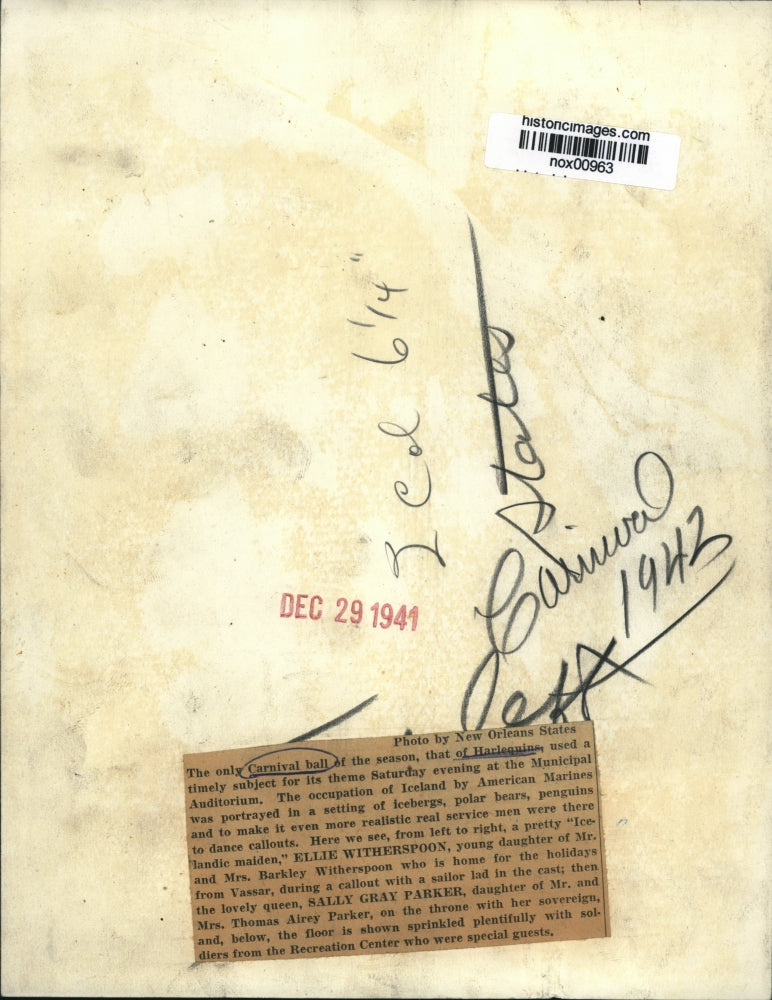 historicimages.com
nox00963
3 Col 6 1/4"
States
Carnival
1942
DEC 29 1941
Photo by New Orleans States
The only Carnival ball of the season, that of Harlequins, used a
timely subject for its theme Saturday evening at the Municipal
Auditorium. The occupation of Iceland by American Marines
was portrayed in a setting of icebergs, polar bears, penguins
and to make it even more realistic real service men were there
to dance callouts. Here we see, from left to right, a pretty "Ice-
landic maiden," ELLIE WITHERSPOON, young daughter of Mr.
and Mrs. Barkley Witherspoon who is home for the holidays
from Vassar, during a callout with a sailor lad in the cast; then
the lovely queen, SALLY GRAY PARKER, daughter of Mr. and
Mrs. Thomas Airey Parker, on the throne with her sovereign,
and, below, the floor is shown sprinkled plentifully with sol-
diers from the Recreation Center who were special guests.